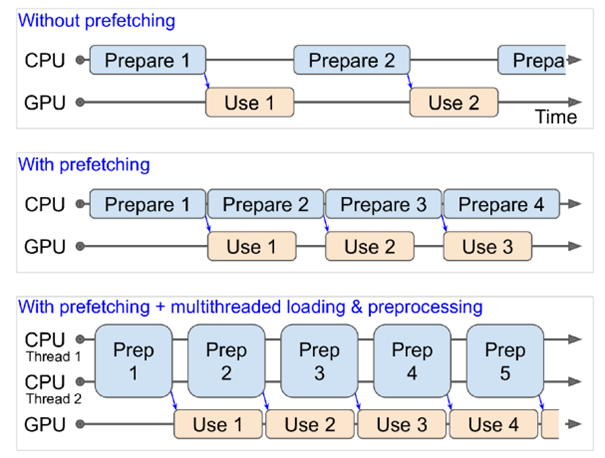 Without prefetching
CPU Prepare 1 Prepare 2 Prepa
GPU Use 1 Use 2
Time
With prefetching
CPU Prepare 1 Prepare 2 Prepare 3 Prepare 4
GPU Use 1 Use 2 Use 3
With prefetching + multithreaded loading & preprocessing
CPU
Thread 1
Prep 1
Prep 2
Prep 3
Prep 4
Prep 5
CPU
Thread 2
GPU Use 1 Use 2 Use 3 Use 4